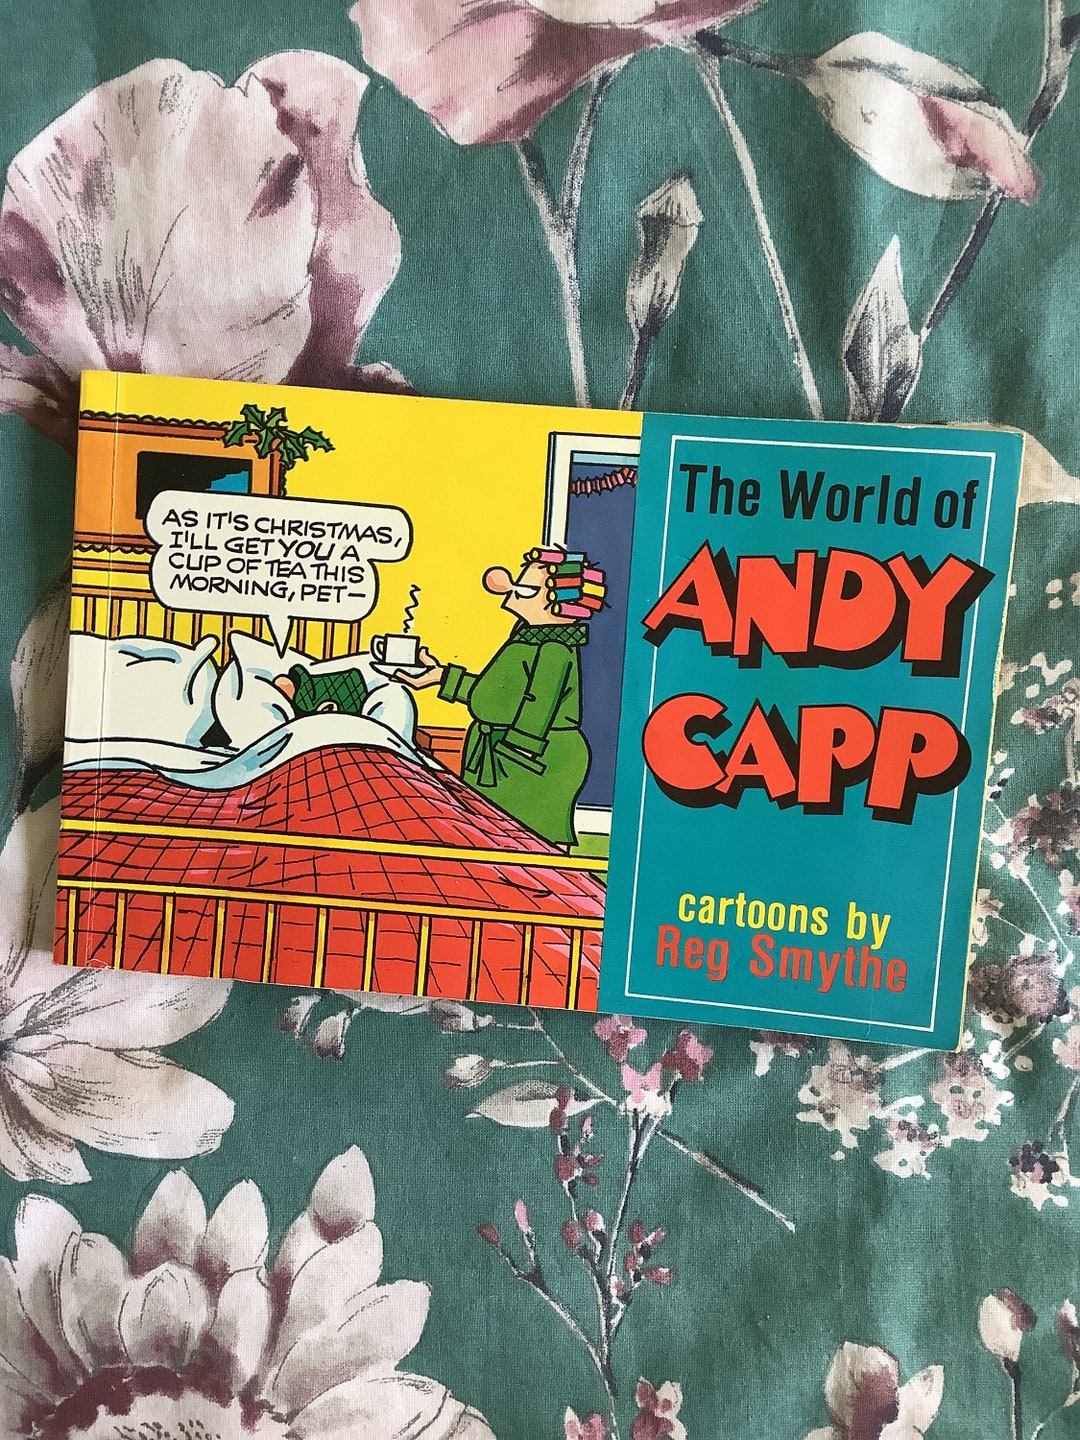 AS IT'S CHRISTMAS,
I'LL GET YOU A
CUP OF TEA THIS
MORNING, PET—
The World of
ANDY
CAPP
cartoons by
Reg Smythe